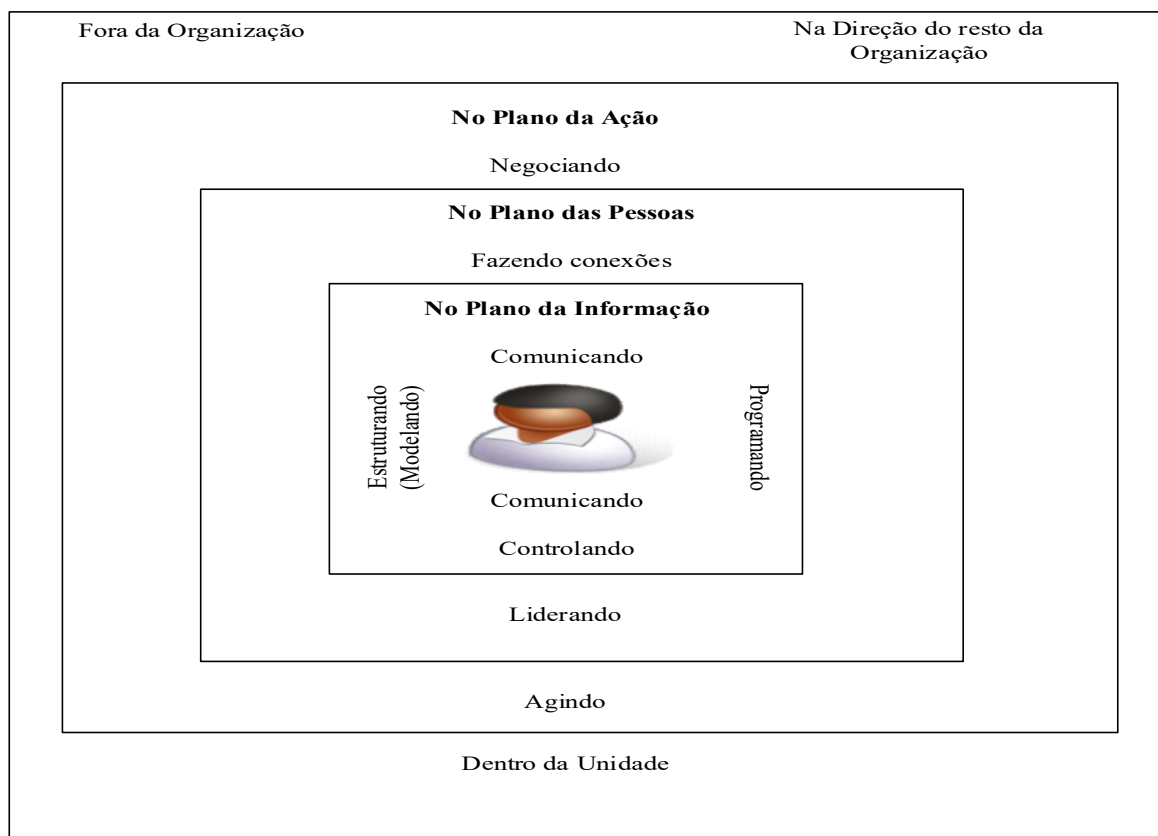 Fora da Organização
Na Direção do resto da
Organização
No Plano da Ação
Negociando
No Plano das Pessoas
Fazendo conexões
No Plano da Informação
Comunicando
Estruturando
(Modelando)
Programando
Comunicando
Controlando
Liderando
Agindo
Dentro da Unidade